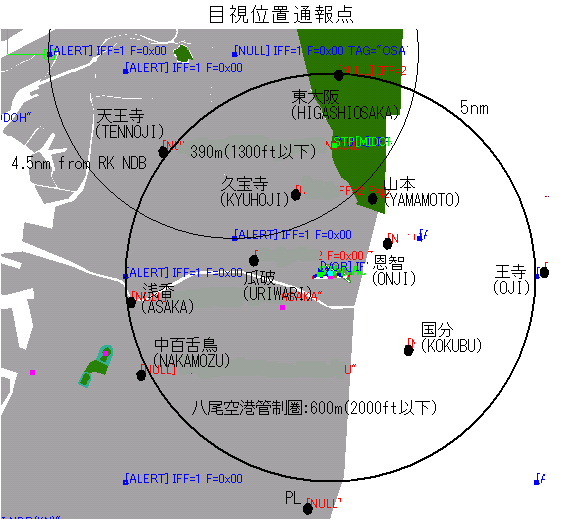 目視位置通報点
[ALERT] IFF=1 F=0x00
[NULL] IFF=1 F=0x00 TAG="OSA
[ALERT] IFF=1 F=0x00
[NULL] IFF=2
東大阪
(HIGASHIOSAKA)
5nm
天王寺
(TENNOJI)
DOH"
4.5nm from RK NDB
390m(1300ft以下)
久宝寺
(KYUHOJI)
山本
(YAMAMOTO)
[ALERT] IFF=1 F=0x00
F=0x00
恩智
(ONJI)
[ALERT] IFF=1 F=0x00
瓜破
(URIWARI)
王寺
(OJI)
浅香
(ASAKA)
ASAKA"
国分
(KOKUBU)
中百舌鳥
(NAKAMOZU)
[NULL]
U"
八尾空港管制圏:600m(2000ft以下)
[ALERT] IFF=1 F=0x00
[A
PL
[NULL]